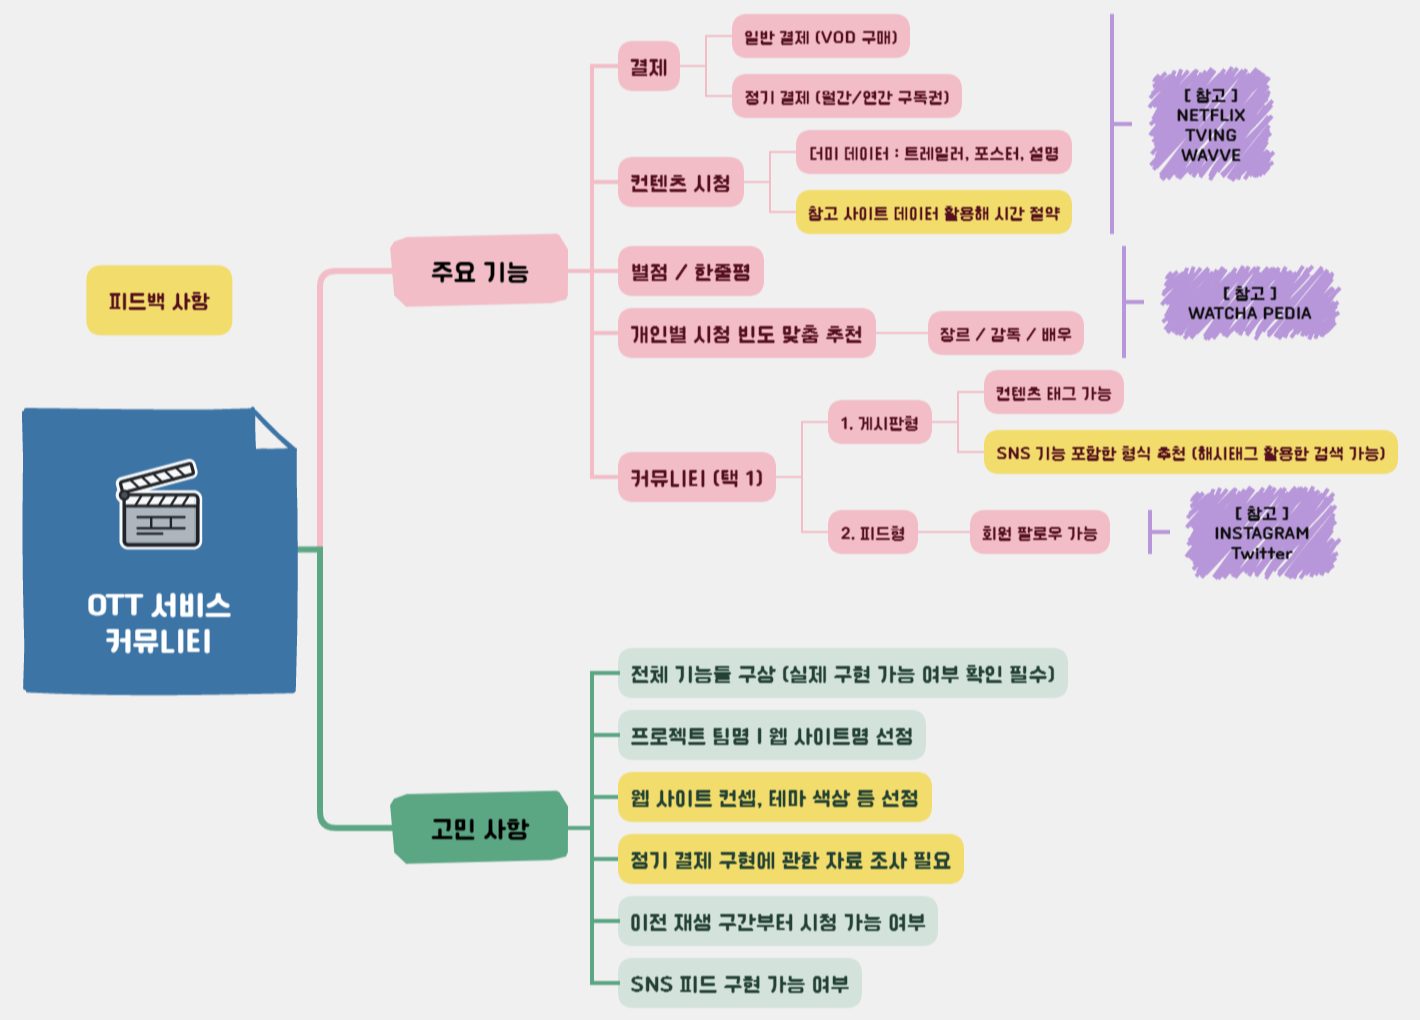 피드백 사항
OTT 서비스
커뮤니티
주요 기능
결제
일반 결제 (VOD 구매)
정기 결제 (월간/연간 구독권)
컨텐츠 시청
더미 데이터 : 트레일러, 포스터, 설명
참고 사이트 데이터 활용해 시간 절약
[ 참고 ]
NETFLIX
TVING
WAVVE
별점 / 한줄평
개인별 시청 빈도 맞춤 추천
장르 / 감독 / 배우
[ 참고 ]
WATCHA PEDIA
커뮤니티 (택 1)
1. 게시판형
컨텐츠 태그 가능
SNS 기능 포함한 형식 추천 (해시태그 활용한 검색 가능)
2. 피드형
회원 팔로우 가능
[ 참고 ]
INSTAGRAM
Twitter
고민 사항
전체 기능들 구상 (실제 구현 가능 여부 확인 필수)
프로젝트 팀명 | 웹 사이트명 선정
웹 사이트 컨셉, 테마 색상 등 선정
정기 결제 구현에 관한 자료 조사 필요
이전 재생 구간부터 시청 가능 여부
SNS 피드 구현 가능 여부